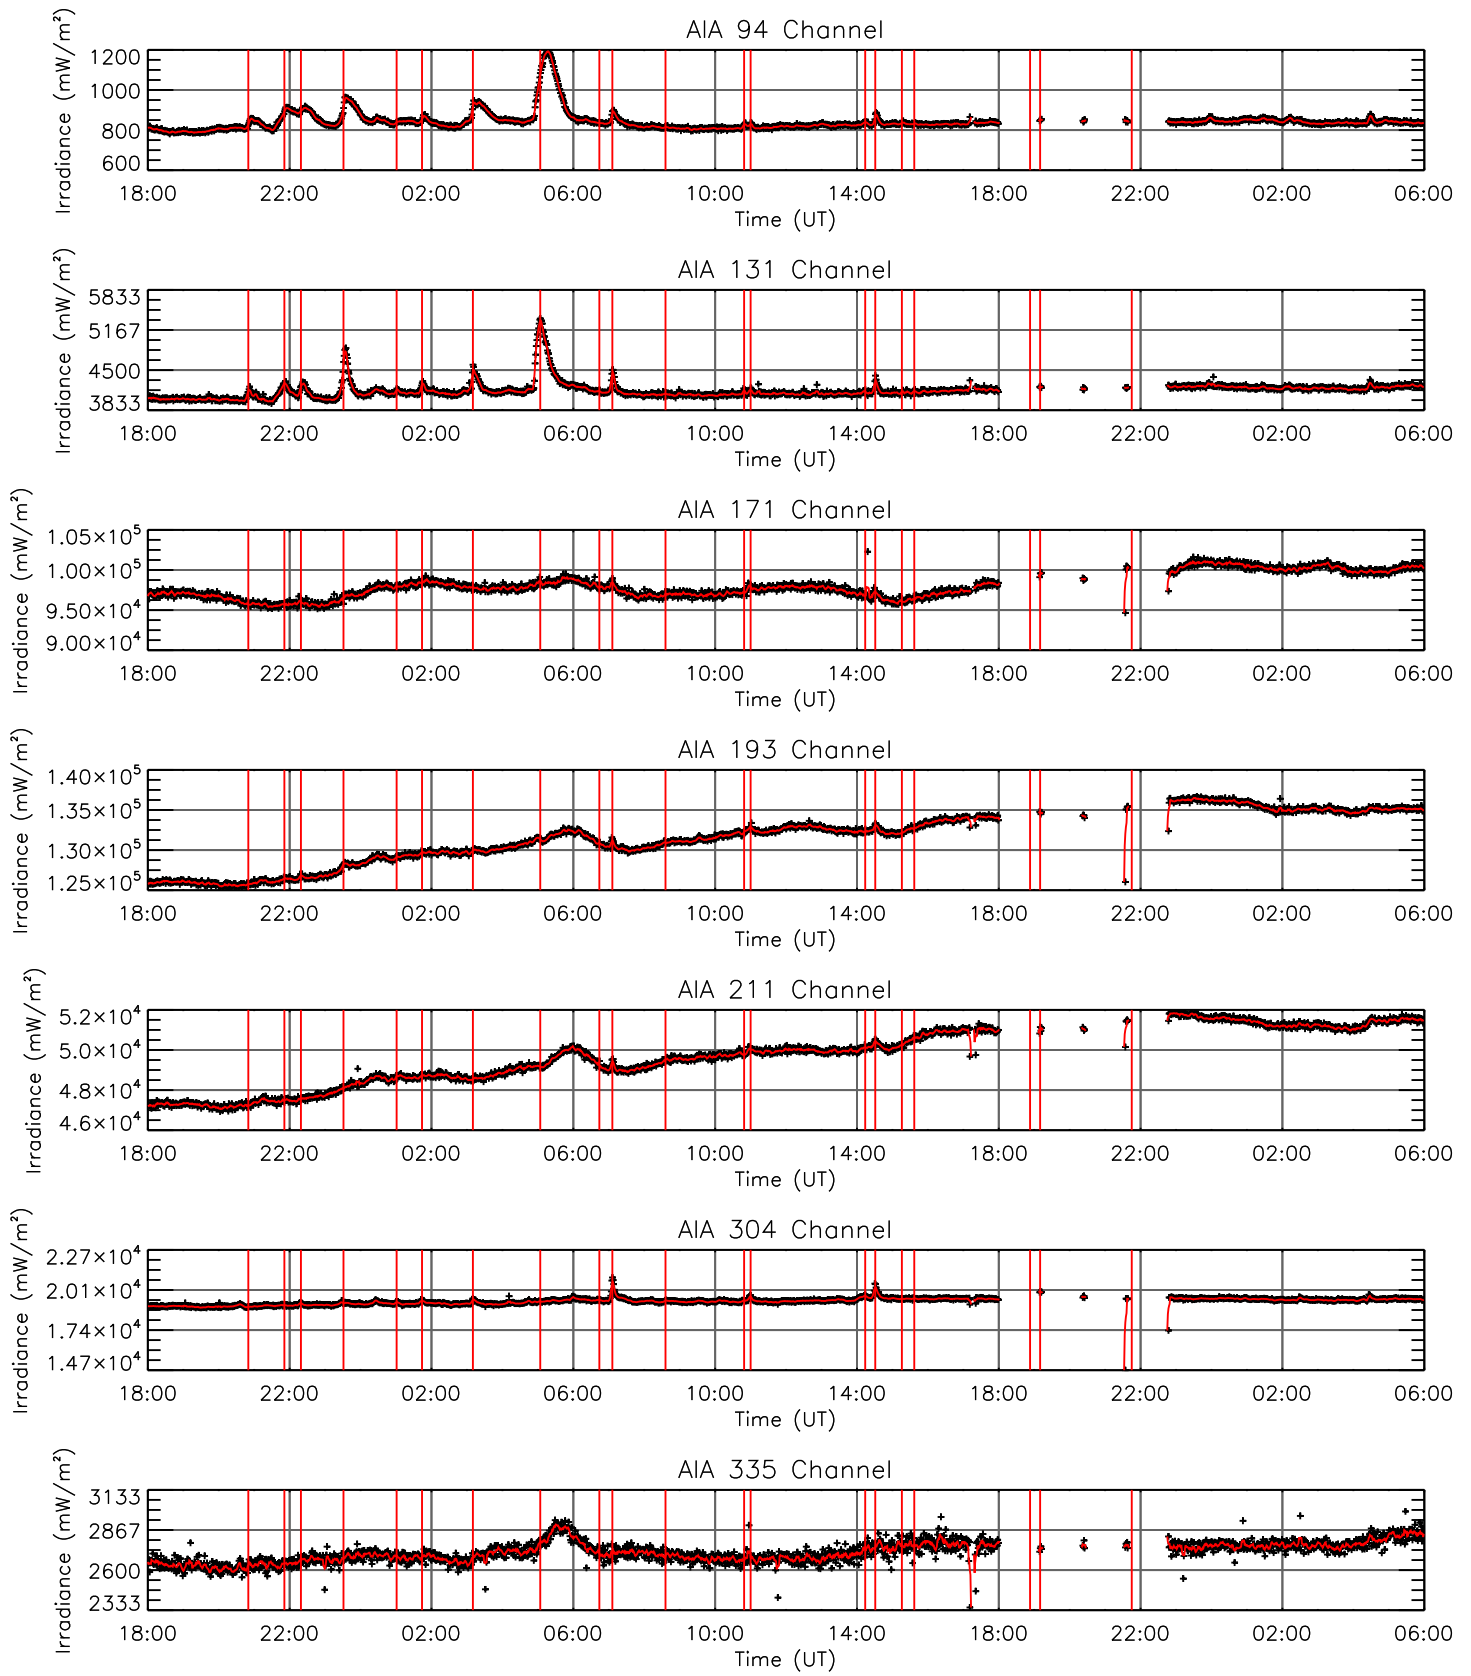 AIA 94 Channel
Irradiance (mW/m²)
1200
1000
800
600
18:00 22:00 02:00 06:00 10:00 14:00 18:00 22:00 02:00 06:00
Time (UT)
AIA 131 Channel
Irradiance (mW/m²)
5833
5167
4500
3833
18:00 22:00 02:00 06:00 10:00 14:00 18:00 22:00 02:00 06:00
Time (UT)
AIA 171 Channel
Irradiance (mW/m²)
1.05×10⁵
1.00×10⁵
9.50×10⁴
9.00×10⁴
18:00 22:00 02:00 06:00 10:00 14:00 18:00 22:00 02:00 06:00
Time (UT)
AIA 193 Channel
Irradiance (mW/m²)
1.40×10⁵
1.35×10⁵
1.30×10⁵
1.25×10⁵
18:00 22:00 02:00 06:00 10:00 14:00 18:00 22:00 02:00 06:00
Time (UT)
AIA 211 Channel
Irradiance (mW/m²)
5.2×10⁴
5.0×10⁴
4.8×10⁴
4.6×10⁴
18:00 22:00 02:00 06:00 10:00 14:00 18:00 22:00 02:00 06:00
Time (UT)
AIA 304 Channel
Irradiance (mW/m²)
2.27×10⁴
2.01×10⁴
1.74×10⁴
1.47×10⁴
18:00 22:00 02:00 06:00 10:00 14:00 18:00 22:00 02:00 06:00
Time (UT)
AIA 335 Channel
Irradiance (mW/m²)
3133
2867
2600
2333
18:00 22:00 02:00 06:00 10:00 14:00 18:00 22:00 02:00 06:00
Time (UT)